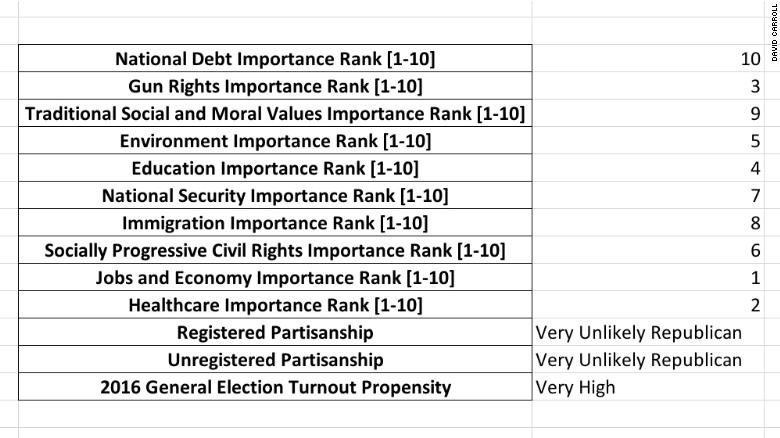 National Debt Importance Rank [1-10] 10
Gun Rights Importance Rank [1-10] 3
Traditional Social and Moral Values Importance Rank [1-10] 9
Environment Importance Rank [1-10] 5
Education Importance Rank [1-10] 4
National Security Importance Rank [1-10] 7
Immigration Importance Rank [1-10] 8
Socially Progressive Civil Rights Importance Rank [1-10] 6
Jobs and Economy Importance Rank [1-10] 1
Healthcare Importance Rank [1-10] 2
Registered Partisanship Very Unlikely Republican
Unregistered Partisanship Very Unlikely Republican
2016 General Election Turnout Propensity Very High
DAVID CARROLL